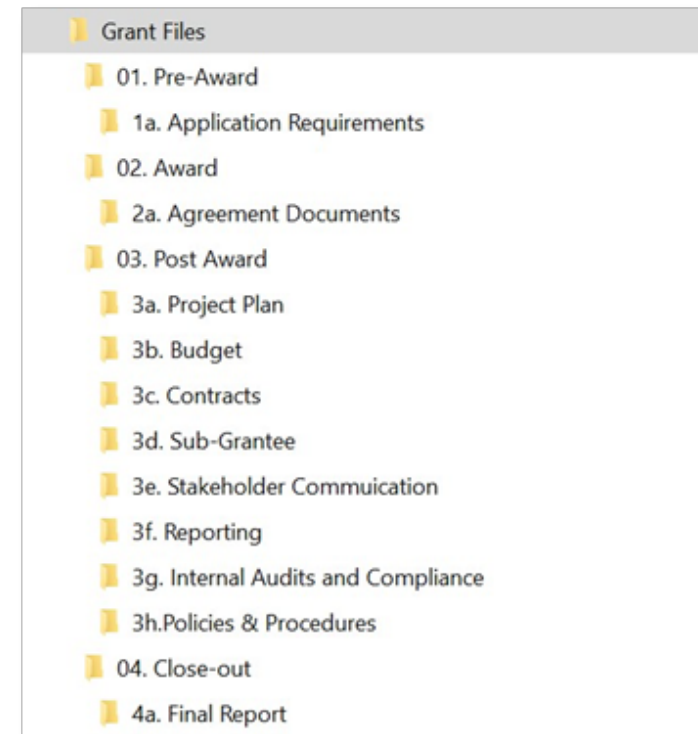 Grant Files
01. Pre-Award
1a. Application Requirements
02. Award
2a. Agreement Documents
03. Post Award
3a. Project Plan
3b. Budget
3c. Contracts
3d. Sub-Grantee
3e. Stakeholder Commuication
3f. Reporting
3g. Internal Audits and Compliance
3h.Policies & Procedures
04. Close-out
4a. Final Report